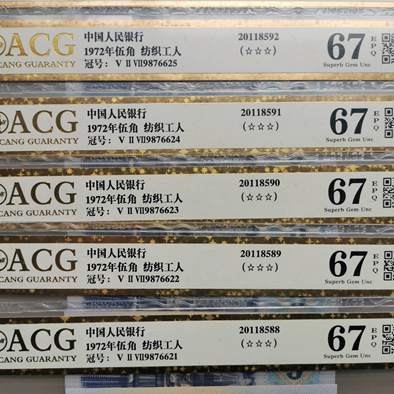 ACG
CANG GUARANTY
中国人民银行
1972年伍角 纺织工人
冠号: V II VII9876625
20118592
(☆☆☆)
67 EPQ
Superb Gem Unc
ACG
CANG GUARANTY
中国人民银行
1972年伍角 纺织工人
冠号: V II VII9876624
20118591
(☆☆☆)
67 EPQ
Superb Gem Unc
ACG
CANG GUARANTY
中国人民银行
1972年伍角 纺织工人
冠号: V II VII9876623
20118590
(☆☆☆)
67 EPQ
Superb Gem Unc
ACG
CANG GUARANTY
中国人民银行
1972年伍角 纺织工人
冠号: V II VII9876622
20118589
(☆☆☆)
67 EPQ
Superb Gem Unc
ACG
CANG GUARANTY
中国人民银行
1972年伍角 纺织工人
冠号: V II VII9876621
20118588
(☆☆☆)
67 EPQ
Superb Gem Unc